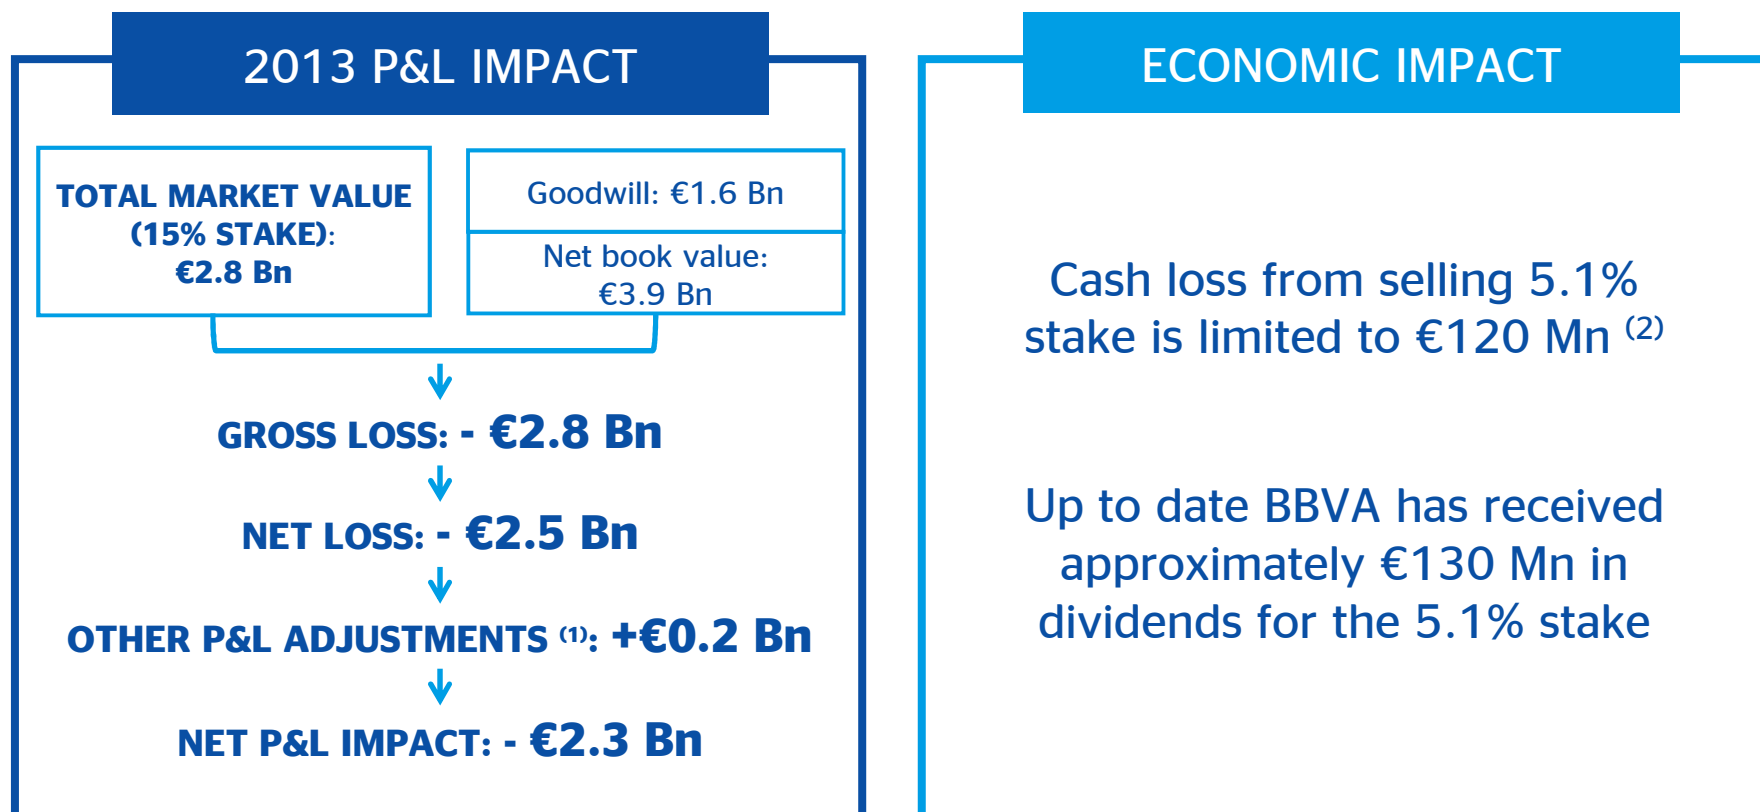 2013 P&L IMPACT
TOTAL MARKET VALUE
(15% STAKE):
€2.8 Bn
Goodwill: €1.6 Bn
Net book value:
€3.9 Bn
GROSS LOSS: - €2.8 Bn
NET LOSS: - €2.5 Bn
OTHER P&L ADJUSTMENTS (1): +€0.2 Bn
NET P&L IMPACT: - €2.3 Bn
ECONOMIC IMPACT
Cash loss from selling 5.1%
stake is limited to €120 Mn (2)
Up to date BBVA has received
approximately €130 Mn in
dividends for the 5.1% stake